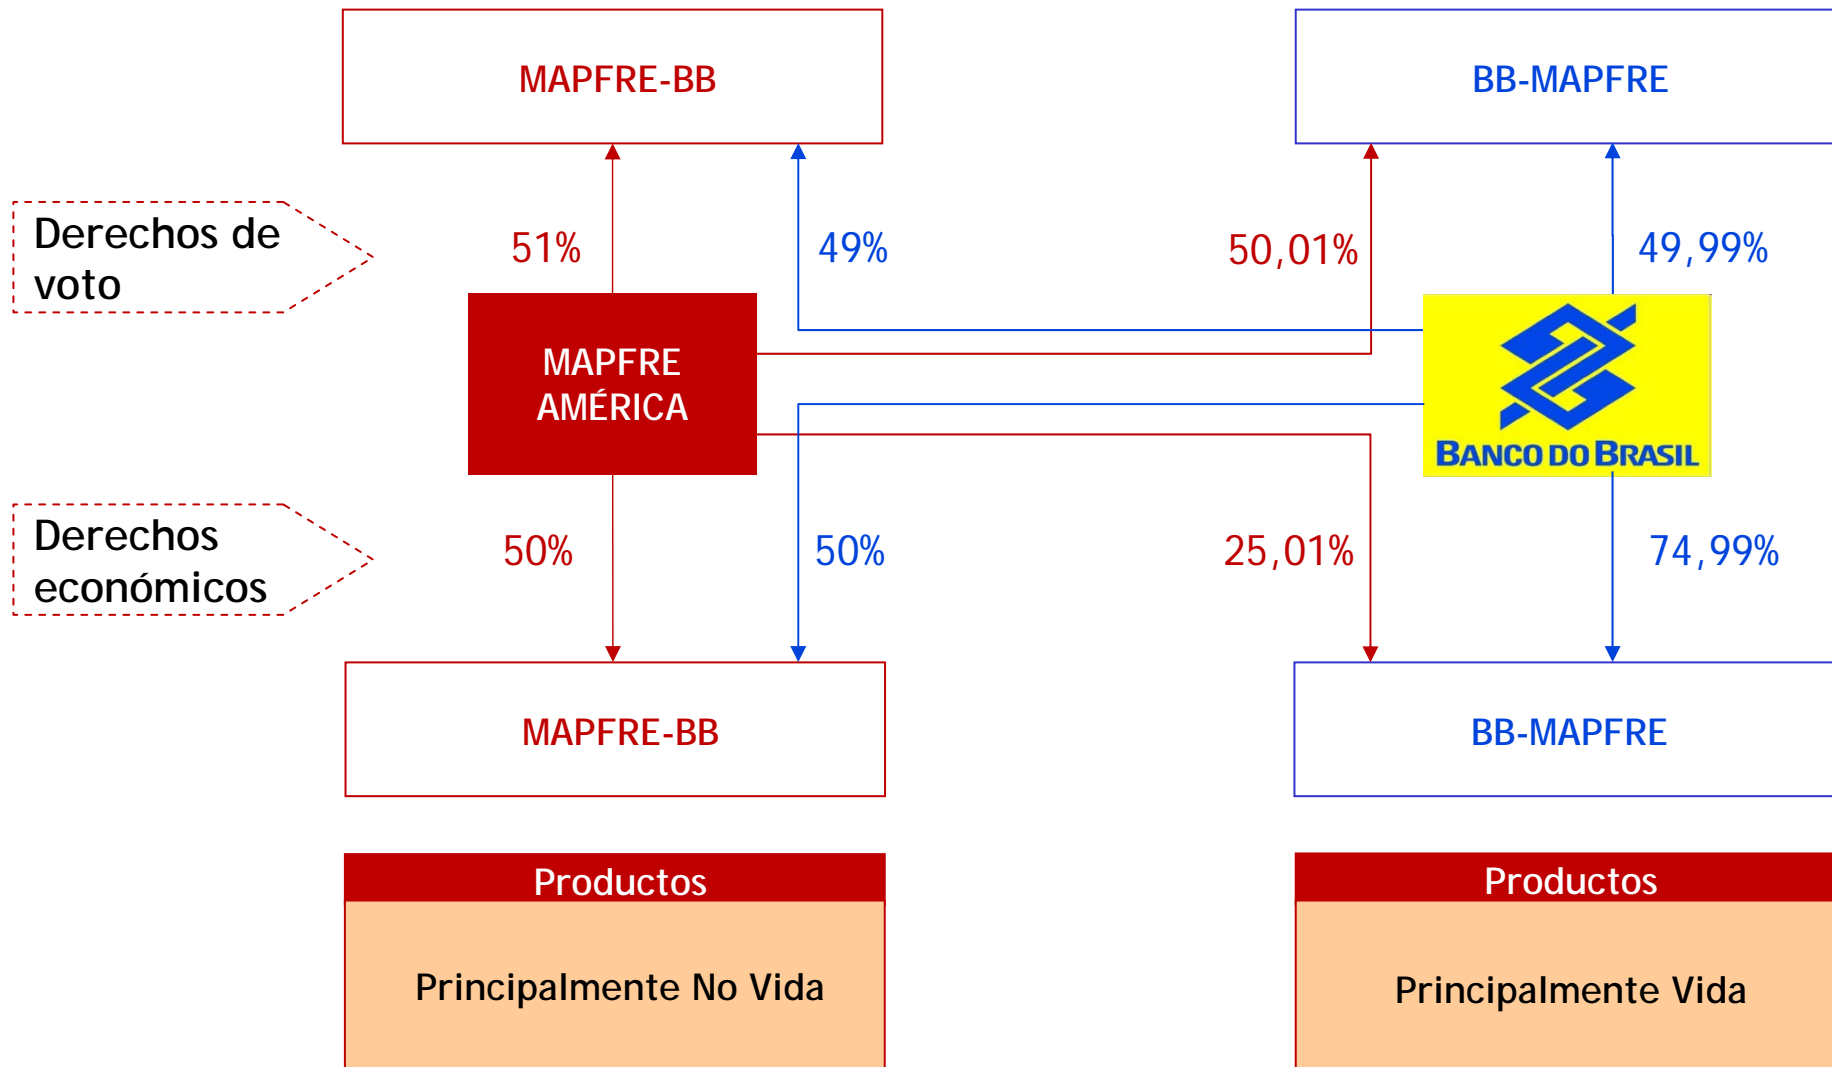 MAPFRE-BB
BB-MAPFRE
Derechos de
voto
51%
49%
50,01%
49,99%
MAPFRE
AMÉRICA
BANCO DO BRASIL
Derechos
económicos
50%
50%
25,01%
74,99%
MAPFRE-BB
BB-MAPFRE
Productos
Productos
Principalmente No Vida
Principalmente Vida